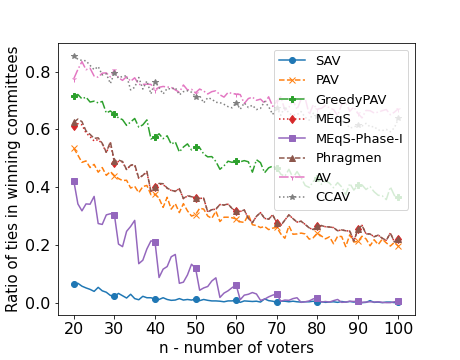 Ratio of ties in winning committees
0.8
0.6
0.4
0.2
0.0
SAV
PAV
GreedyPAV
MEqS
MEqS-Phase-I
Phragmen
AV
CCAV
20 30 40 50 60 70 80 90 100
n - number of voters